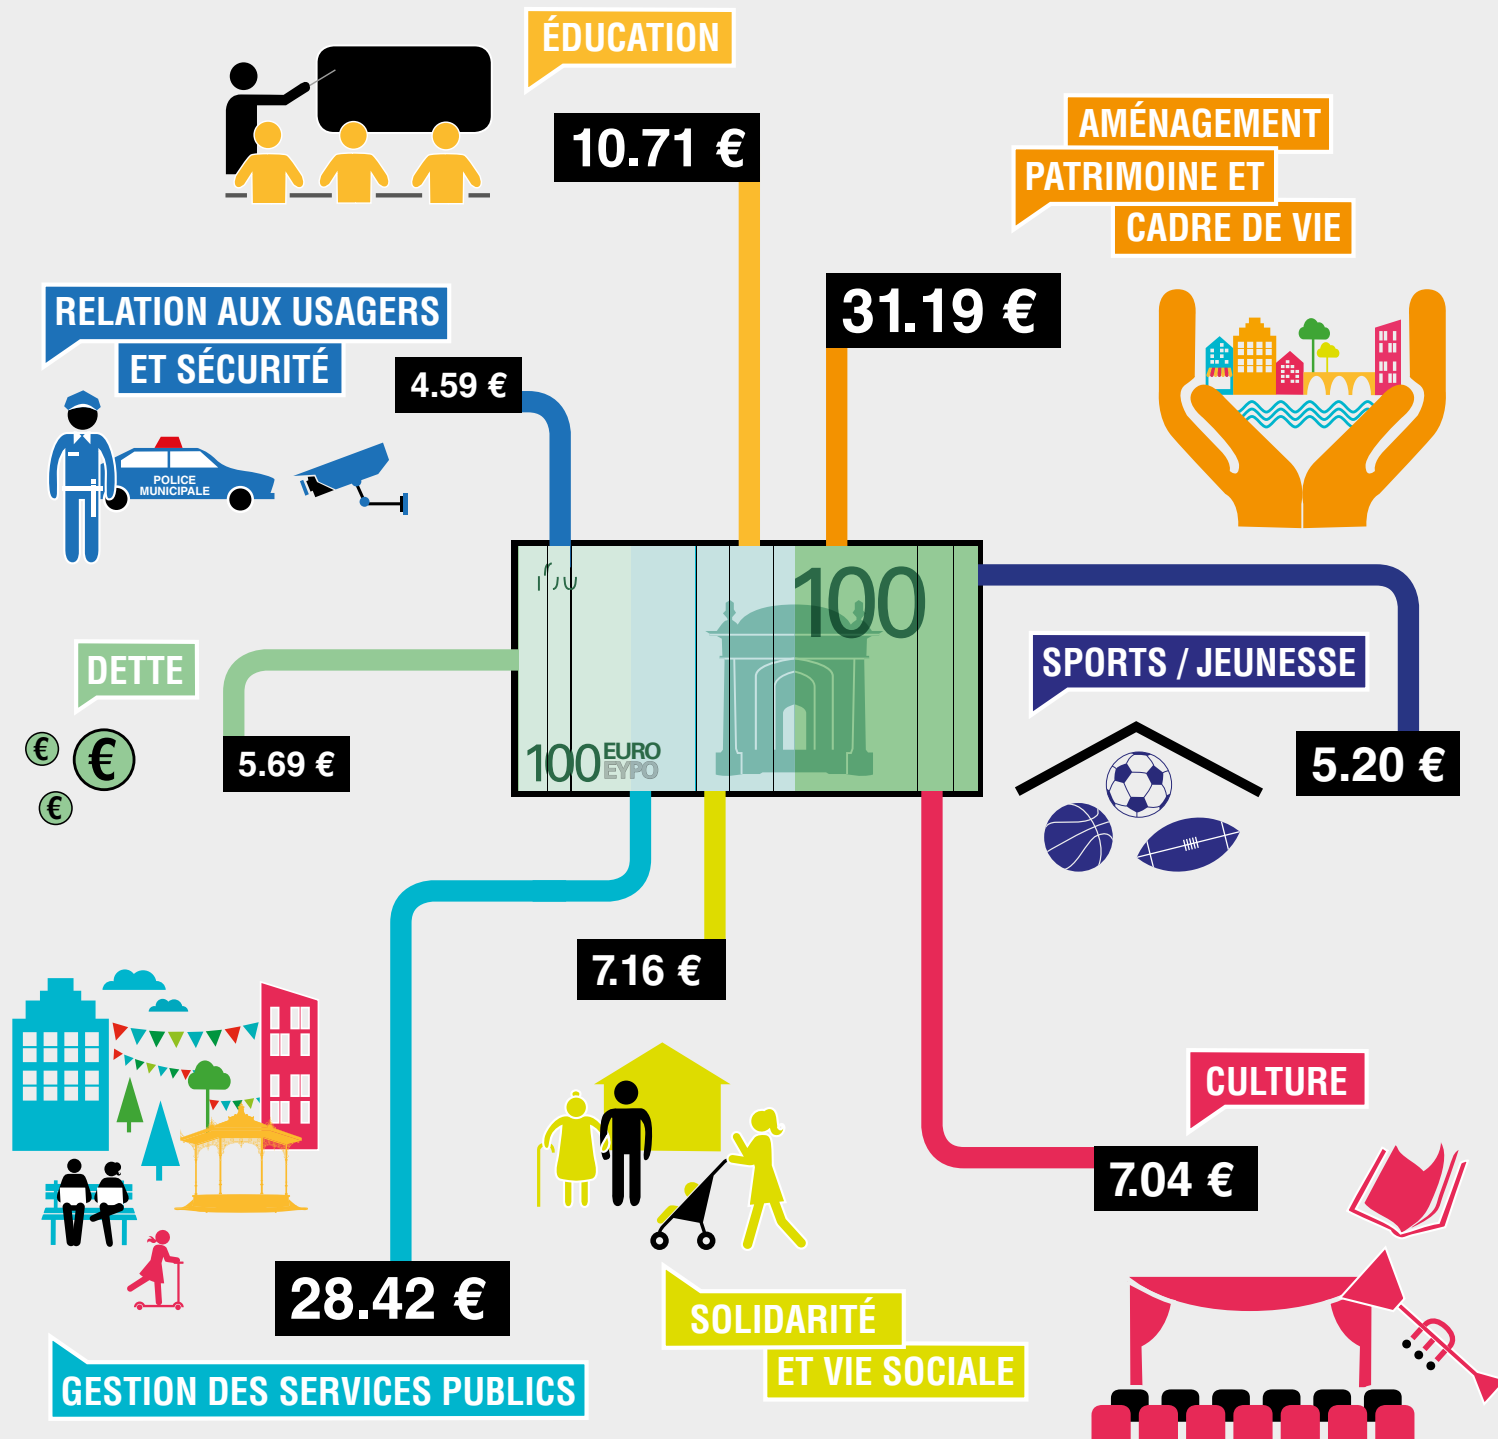 ÉDUCATION
10.71 €
AMÉNAGEMENT
PATRIMOINE ET
CADRE DE VIE
31.19 €
RELATION AUX USAGERS
ET SÉCURITÉ
4.59 €
POLICE
MUNICIPALE
100
100 EURO
ΕΥΡΩ
DETTE
€
€
€
5.69 €
SPORTS / JEUNESSE
5.20 €
7.16 €
CULTURE
7.04 €
28.42 €
SOLIDARITÉ
ET VIE SOCIALE
GESTION DES SERVICES PUBLICS